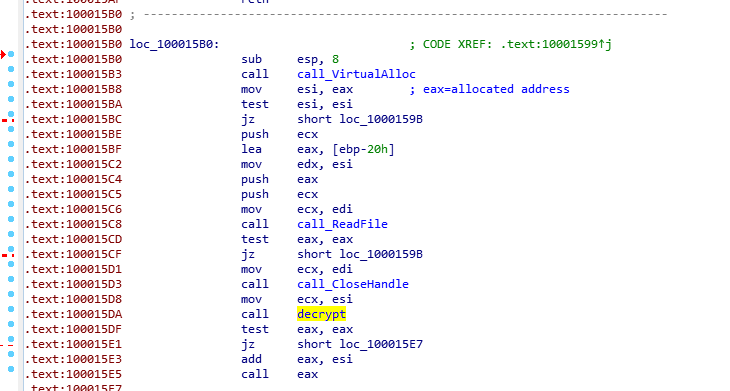 .text:100015B0 ; ---------------------------------------------------------------------
.text:100015B0
.text:100015B0 loc_100015B0: ; CODE XREF: .text:10001599↑j
.text:100015B0 sub esp, 8
.text:100015B3 call call_VirtualAlloc
.text:100015B8 mov esi, eax ; eax=allocated address
.text:100015BA test esi, esi
.text:100015BC jz short loc_1000159B
.text:100015BE push ecx
.text:100015BF lea eax, [ebp-20h]
.text:100015C2 mov edx, esi
.text:100015C4 push eax
.text:100015C5 push ecx
.text:100015C6 mov ecx, edi
.text:100015C8 call call_ReadFile
.text:100015CD test eax, eax
.text:100015CF jz short loc_1000159B
.text:100015D1 mov ecx, edi
.text:100015D3 call call_CloseHandle
.text:100015D8 mov ecx, esi
.text:100015DA call decrypt
.text:100015DF test eax, eax
.text:100015E1 jz short loc_100015E7
.text:100015E3 add eax, esi
.text:100015E5 call eax
.text:100015E7